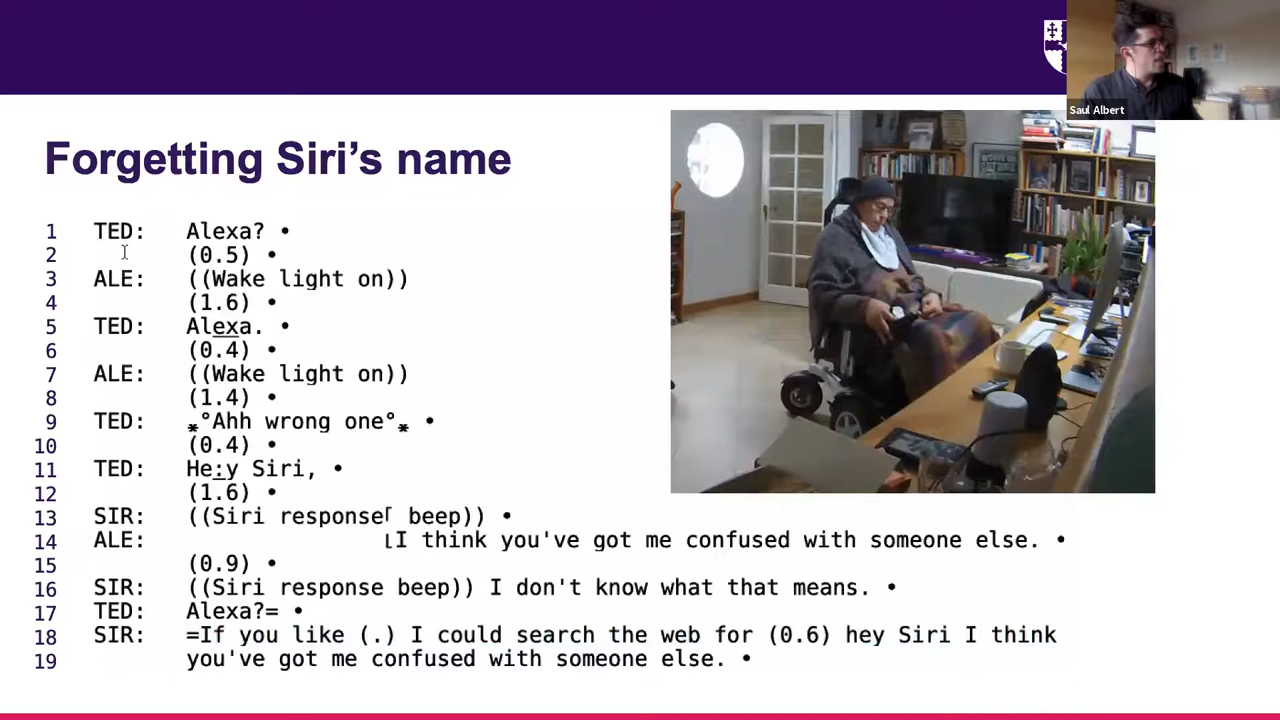 Saul Albert
Forgetting Siri’s name
1 TED: Alexa? •
2 (0.5) •
3 ALE: ((Wake light on))
4 (1.6) •
5 TED: Alexa. •
6 (0.4) •
7 ALE: ((Wake light on))
8 (1.4) •
9 TED: *°Ahh wrong one°* •
10 (0.4) •
11 TED: He:y Siri, •
12 (1.6) •
13 SIR: ((Siri response⌈ beep)) •
14 ALE: ⌊I think you've got me confused with someone else. •
15 (0.9) •
16 SIR: ((Siri response beep)) I don't know what that means. •
17 TED: Alexa?= •
18 SIR: =If you like (.) I could search the web for (0.6) hey Siri I think
19 you've got me confused with someone else. •